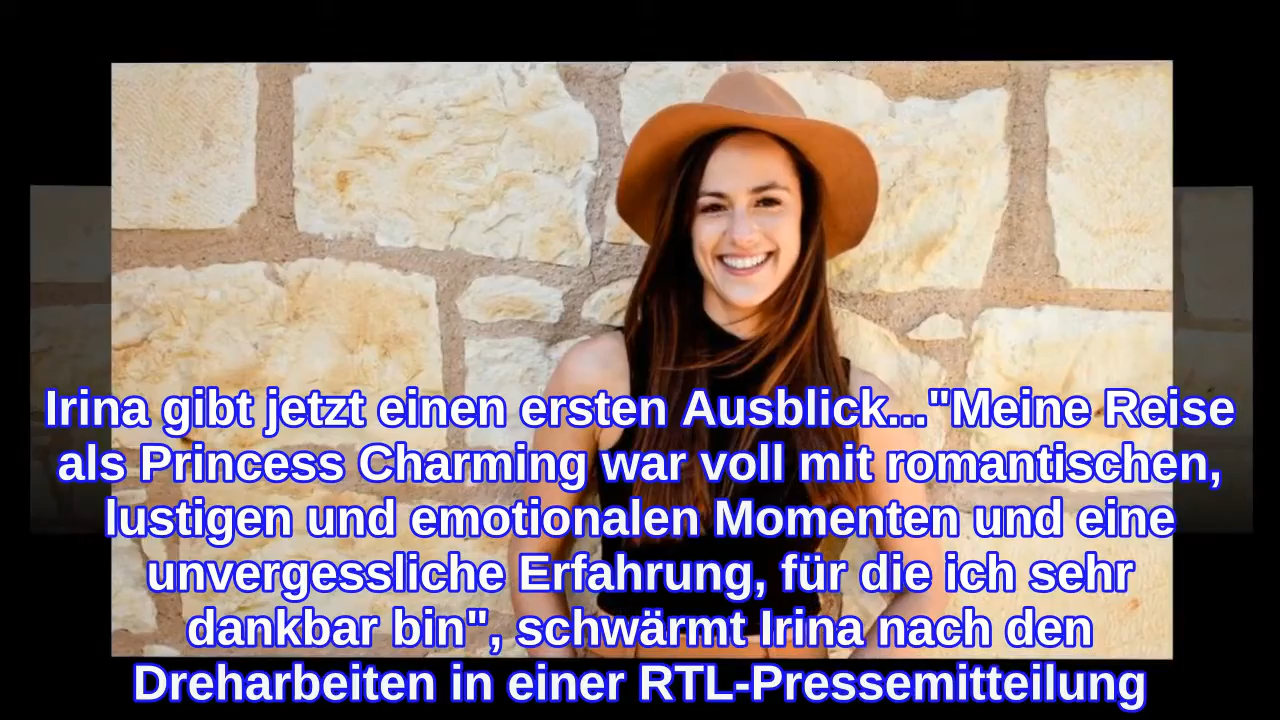 Irina gibt jetzt einen ersten Ausblick..."Meine Reise
als Princess Charming war voll mit romantischen,
lustigen und emotionalen Momenten und eine
unvergessliche Erfahrung, für die ich sehr
dankbar bin", schwärmt Irina nach den
Dreharbeiten in einer RTL-Pressemitteilung